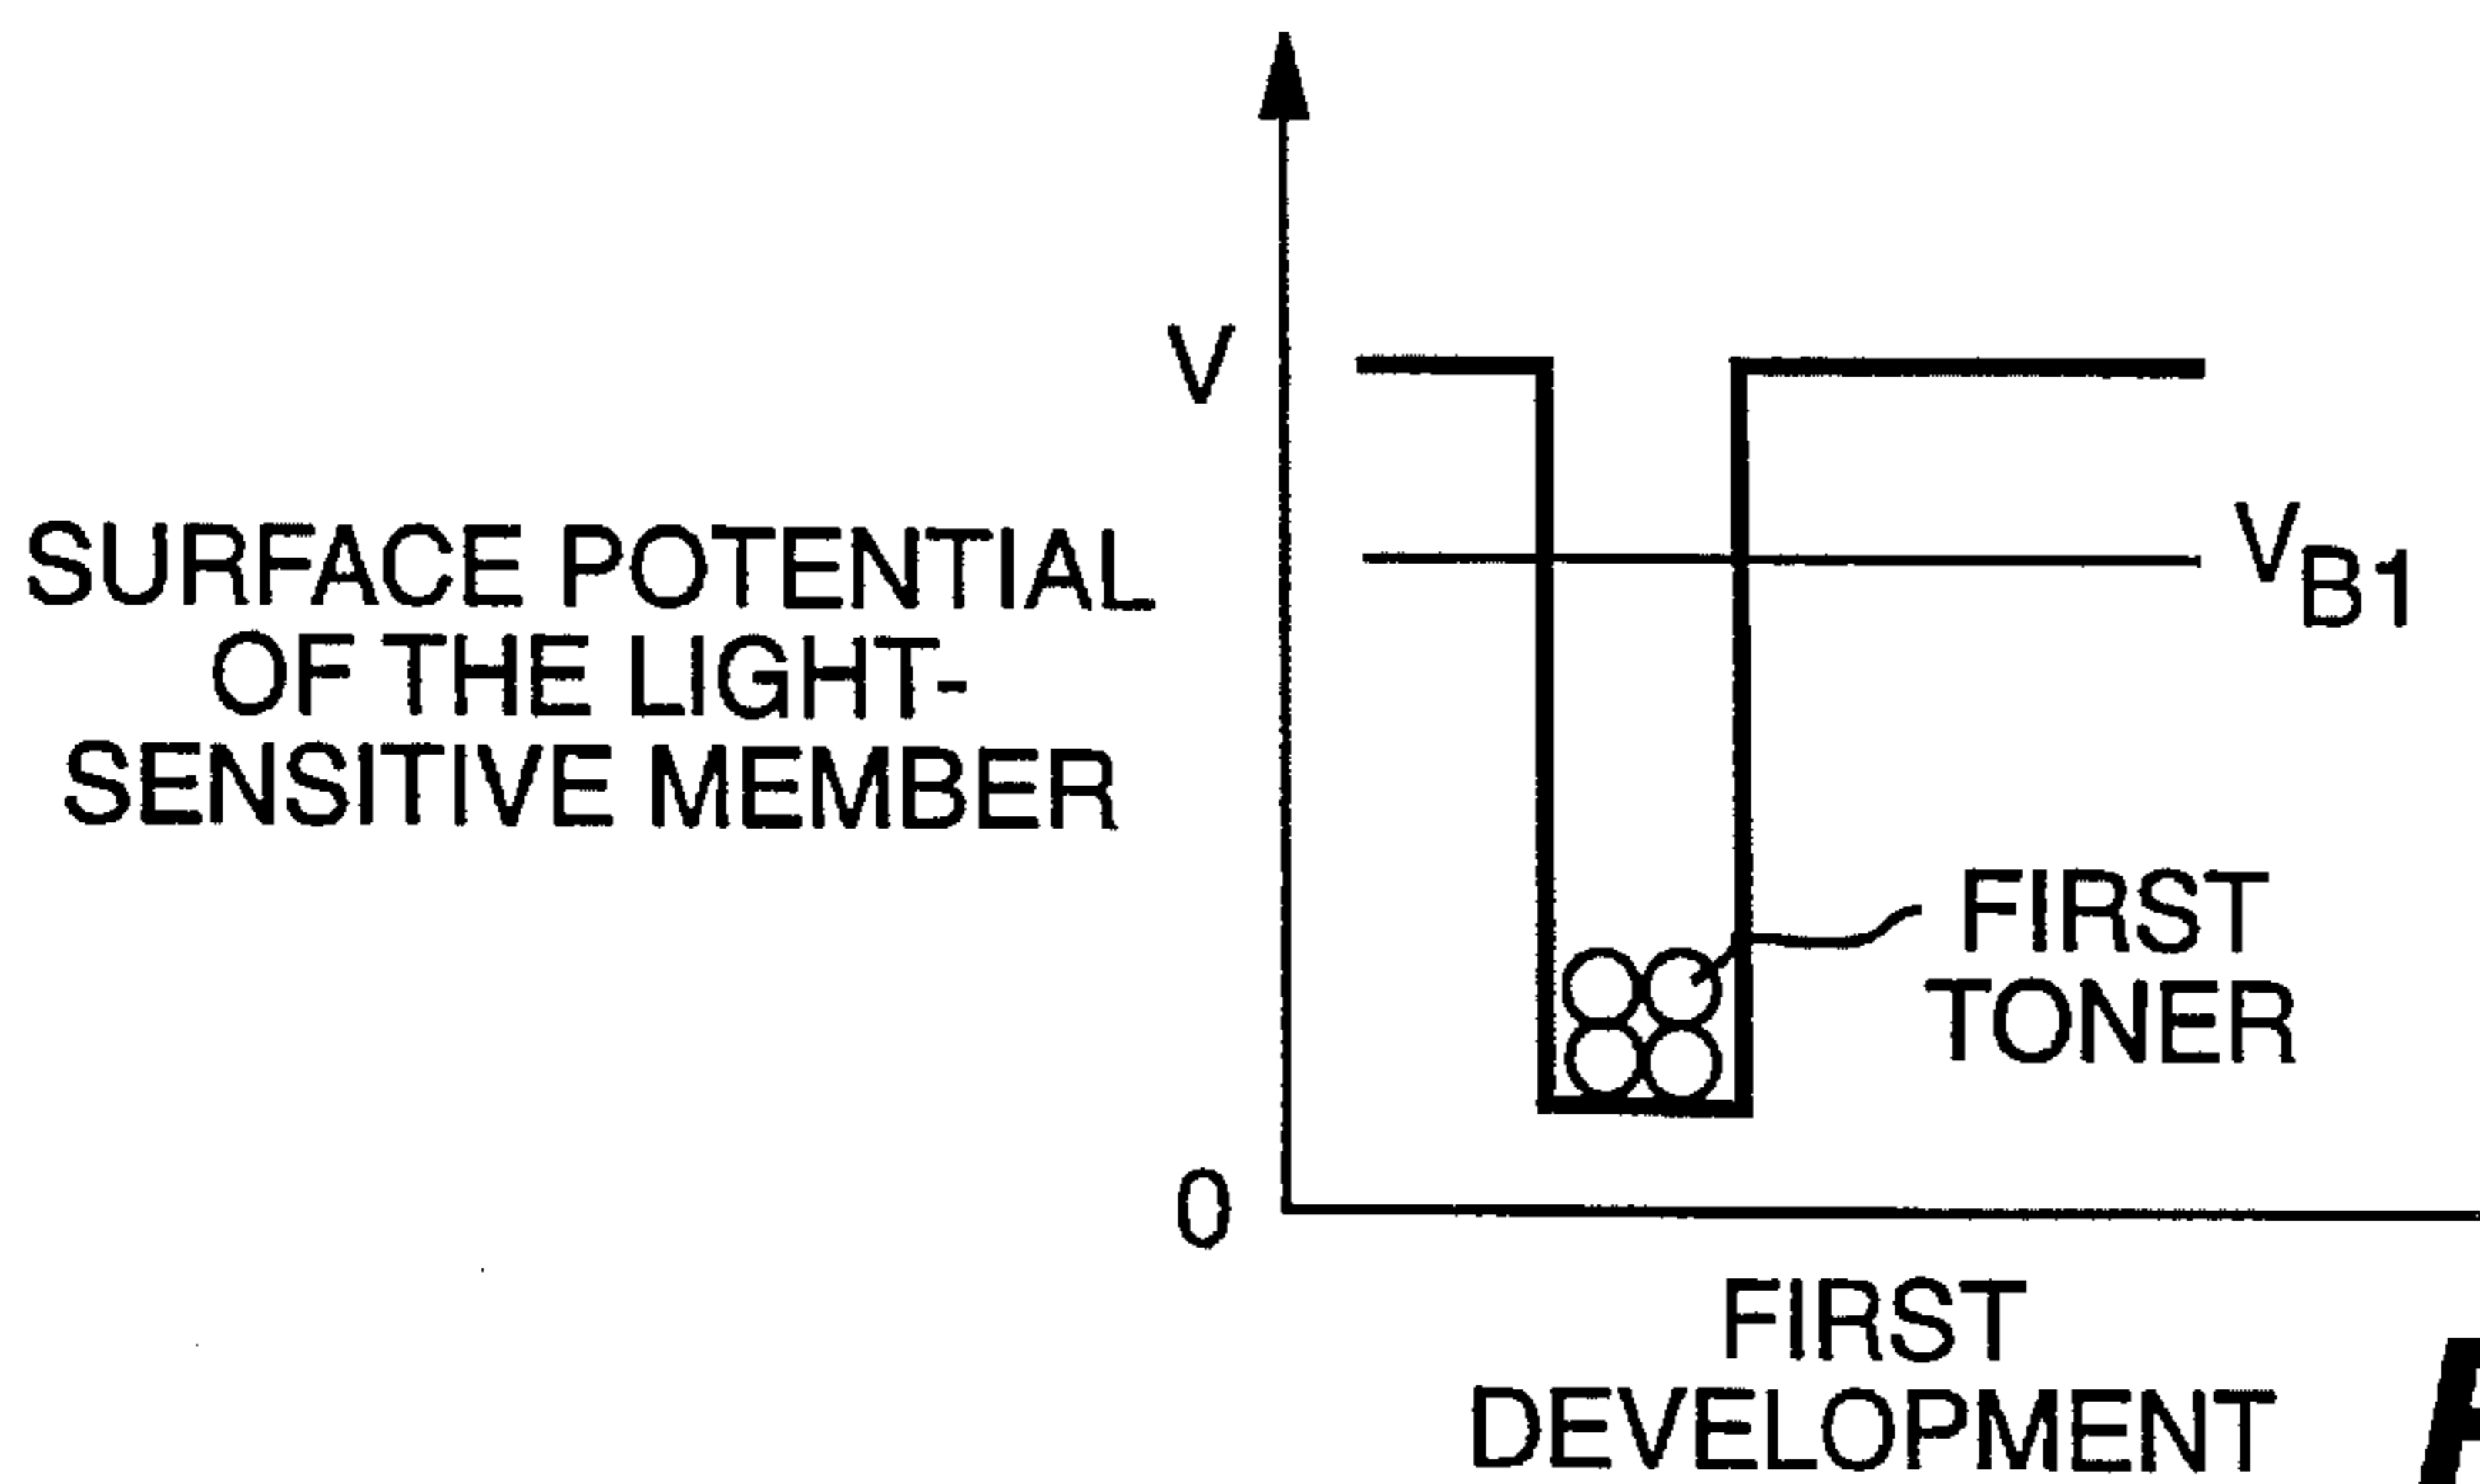 V
SURFACE POTENTIAL
OF THE LIGHT-
SENSITIVE MEMBER
VB1
FIRST
TONER
0
FIRST
DEVELOPMENT